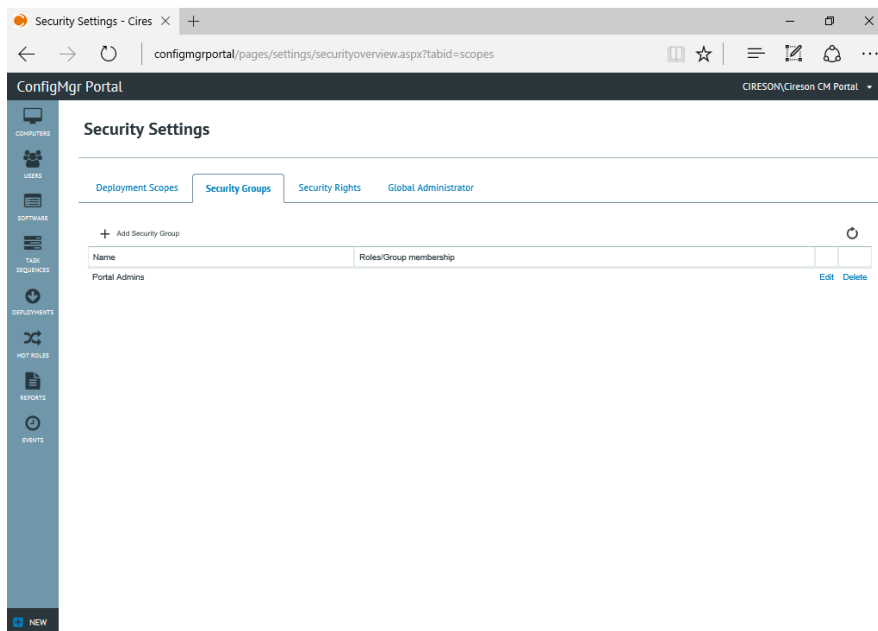 Security Settings - Cires
configmgrportal/pages/settings/securityoverview.aspx?tabid=scopes
ConfigMgr Portal
CIRESON\Cireson CM Portal
COMPUTERS
USERS
SOFTWARE
TASK
SEQUENCES
DEPLOYMENTS
MDT ROLES
REPORTS
EVENTS
NEW
Security Settings
Deployment Scopes Security Groups Security Rights Global Administrator
Add Security Group
Name Roles/Group membership
Portal Admins Edit Delete